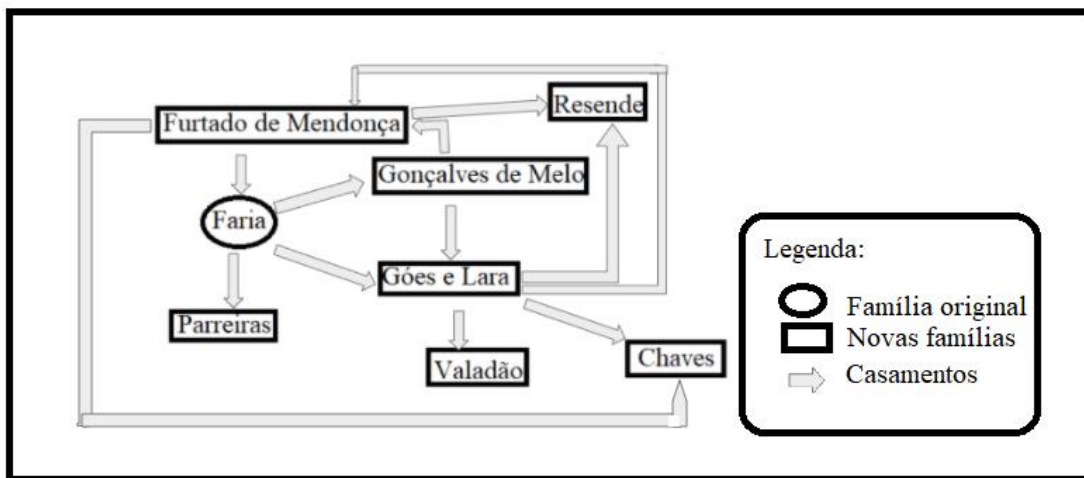 Resende
Furtado de Mendonça
Gonçalves de Melo
Faria
Góes e Lara
Parreiras
Valadão
Chaves
Legenda:
Família original
Novas famílias
Casamentos